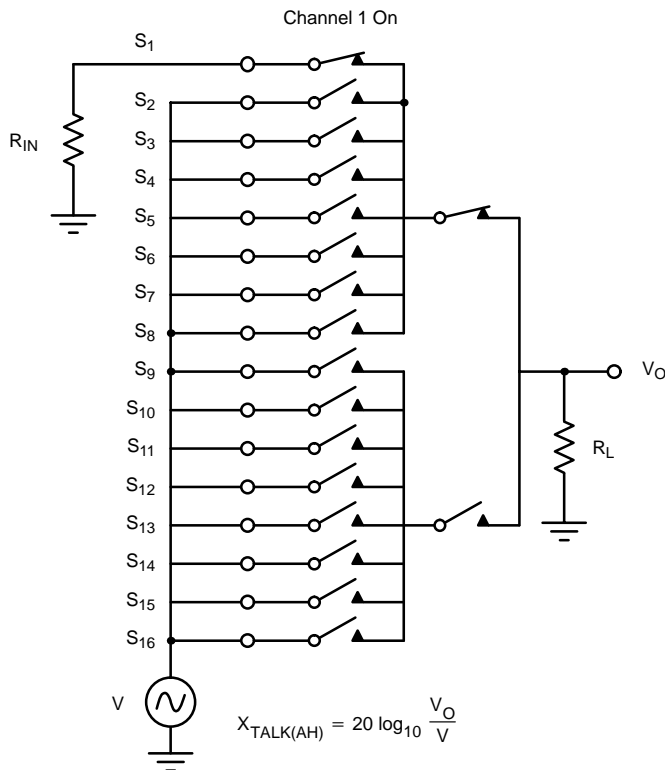 Channel 1 On
S1
S2
S3
RIN
S4
S5
S6
S7
S8
S9
VO
S10
S11
RL
S12
S13
S14
S15
S16
V
XTALK(AH) = 20 log10 VO/V